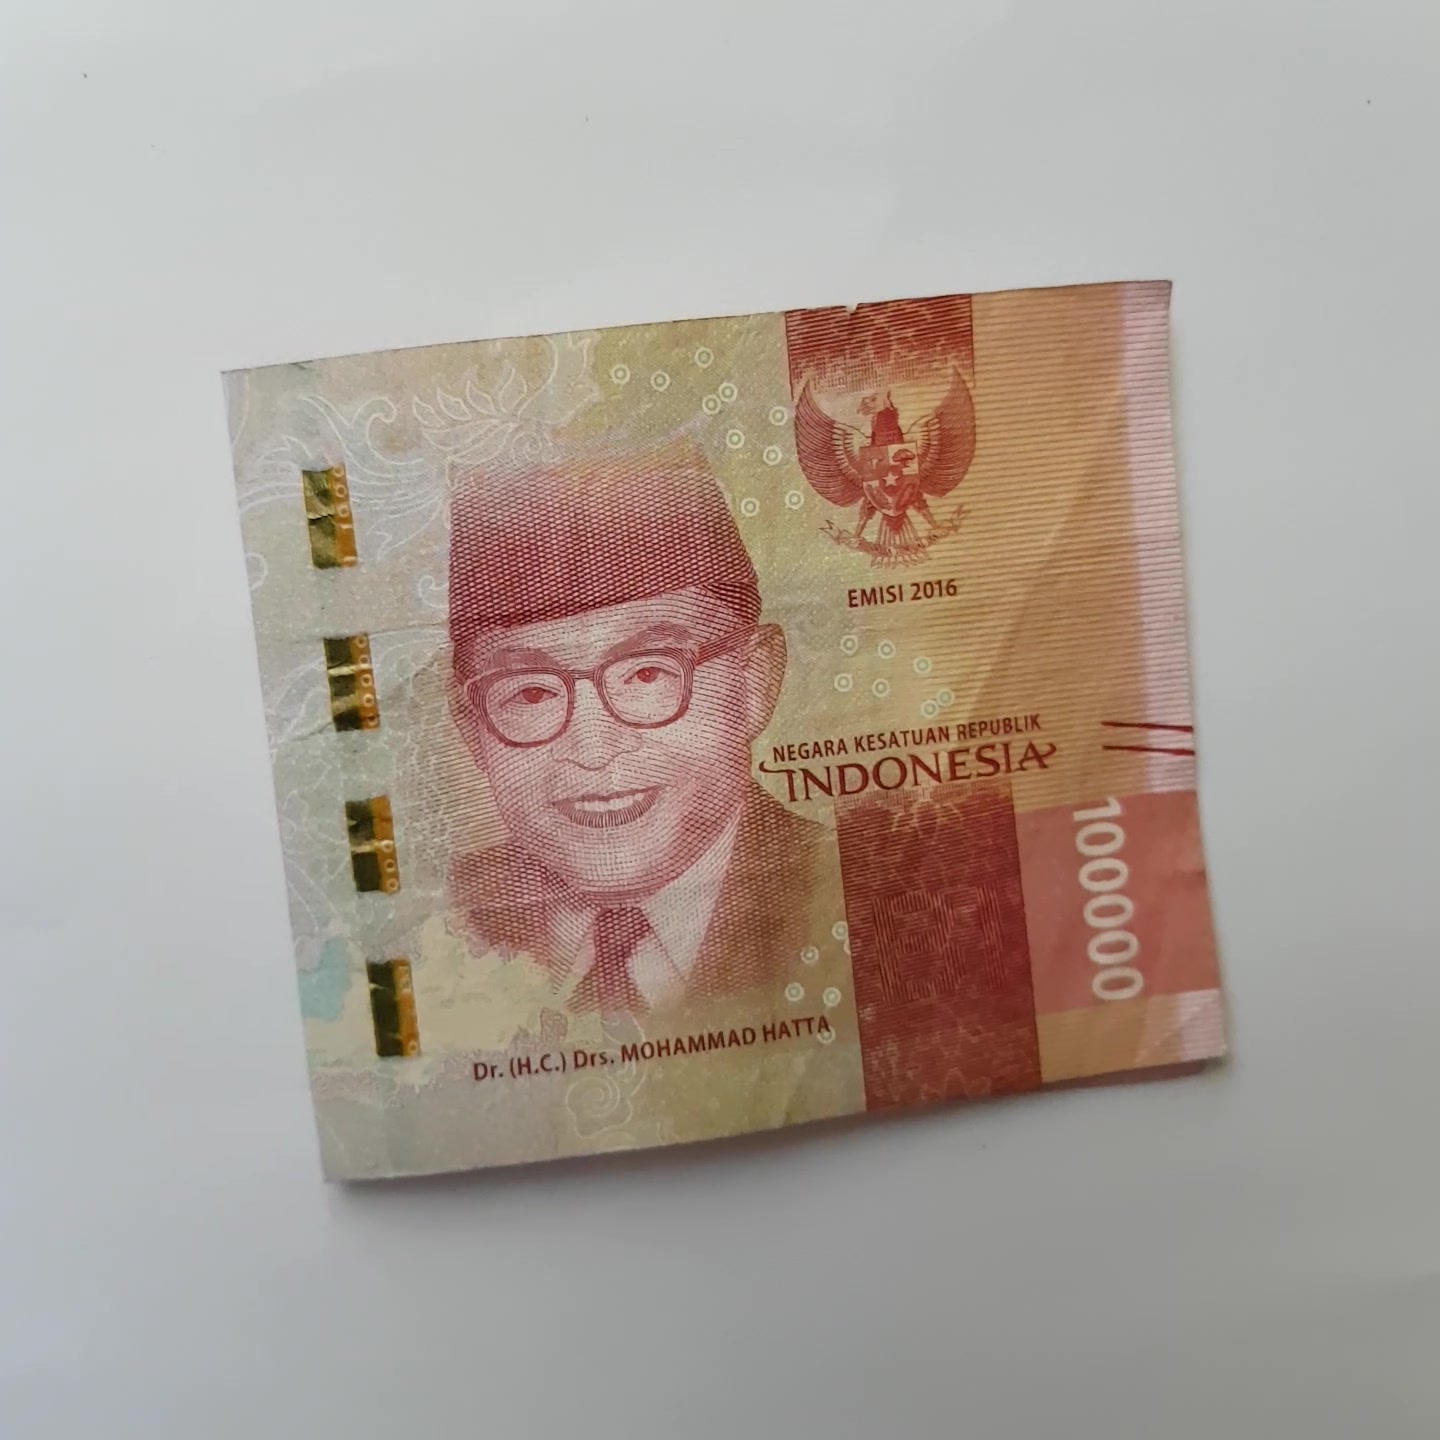 EMISI 2016
NEGARA KESATUAN REPUBLIK
INDONESIA
100000
Dr. (H.C.) Drs. MOHAMMAD HATTA